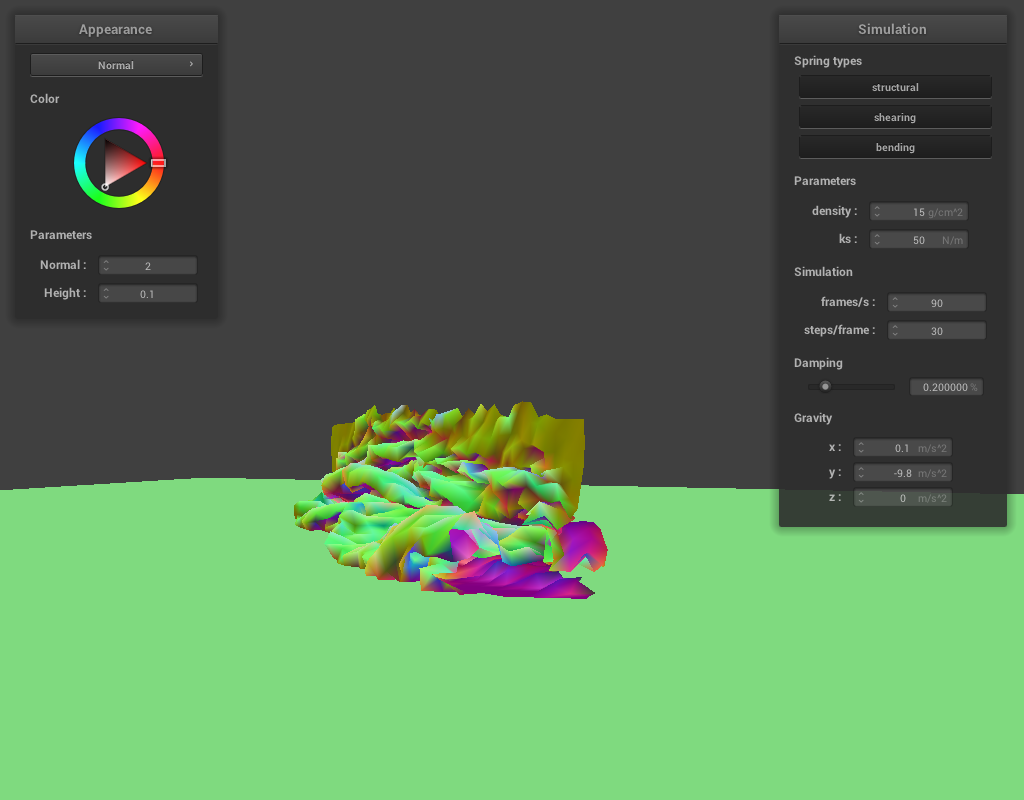 Appearance
Normal
Color
Parameters
Normal : 2
Height : 0.1
Simulation
Spring types
structural
shearing
bending
Parameters
density : 15 g/cm^2
ks : 50 N/m
Simulation
frames/s : 90
steps/frame : 30
Damping
0.200000 %
Gravity
x : 0.1 m/s^2
y : -9.8 m/s^2
z : 0 m/s^2